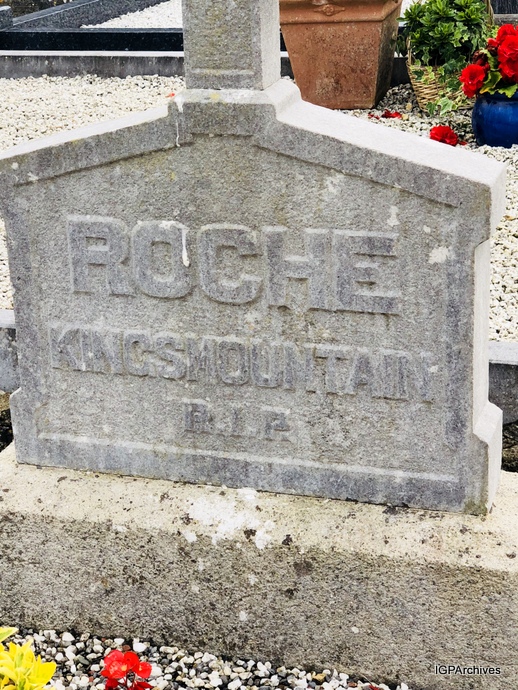 ROCHE
KINGSMOUNTAIN
R.I.P.
IGPArchives